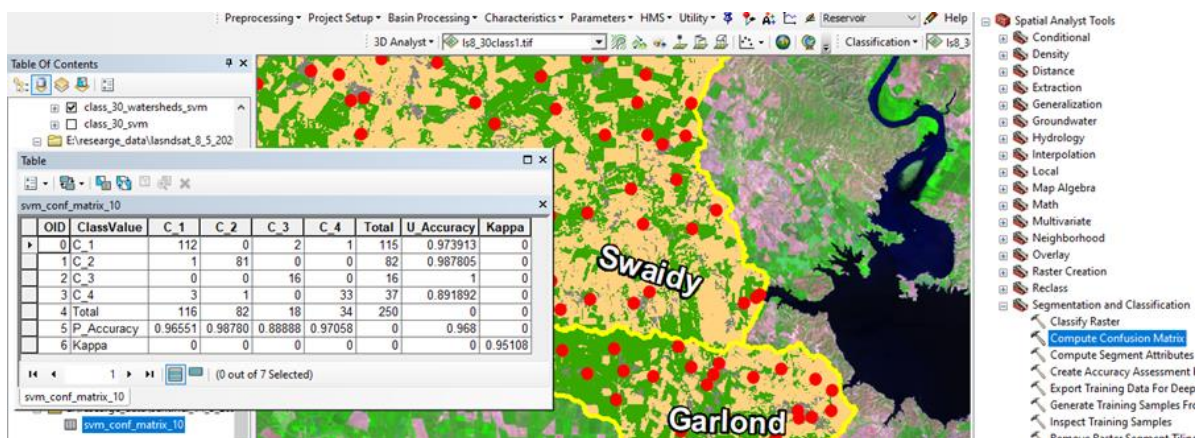 Preprocessing Project Setup Basin Processing Characteristics Parameters HMS Utility Reservoir Help
3D Analyst ls8_30class1.tif Classification ls8_3
Table Of Contents
class_30_watersheds_svm
class_30_svm
E:\researge_data\lasndsat_8_5_202
Table
svm_conf_matrix_10
OID ClassValue C_1 C_2 C_3 C_4 Total U_Accuracy Kappa
0 C_1 112 0 2 1 115 0.973913 0
1 C_2 1 81 0 0 82 0.987805 0
2 C_3 0 0 16 0 16 1 0
3 C_4 3 1 0 33 37 0.891892 0
4 Total 116 82 18 34 250 0 0
5 P_Accuracy 0.96551 0.98780 0.88888 0.97058 0 0.968 0
6 Kappa 0 0 0 0 0 0 0.95108
1 (0 out of 7 Selected)
svm_conf_matrix_10
svm_conf_matrix_10
Swaidy
Garlond
Spatial Analyst Tools
Conditional
Density
Distance
Extraction
Generalization
Groundwater
Hydrology
Interpolation
Local
Map Algebra
Math
Multivariate
Neighborhood
Overlay
Raster Creation
Reclass
Segmentation and Classification
Classify Raster
Compute Confusion Matrix
Compute Segment Attributes
Create Accuracy Assessment
Export Training Data For Deep
Generate Training Samples Fro
Inspect Training Samples